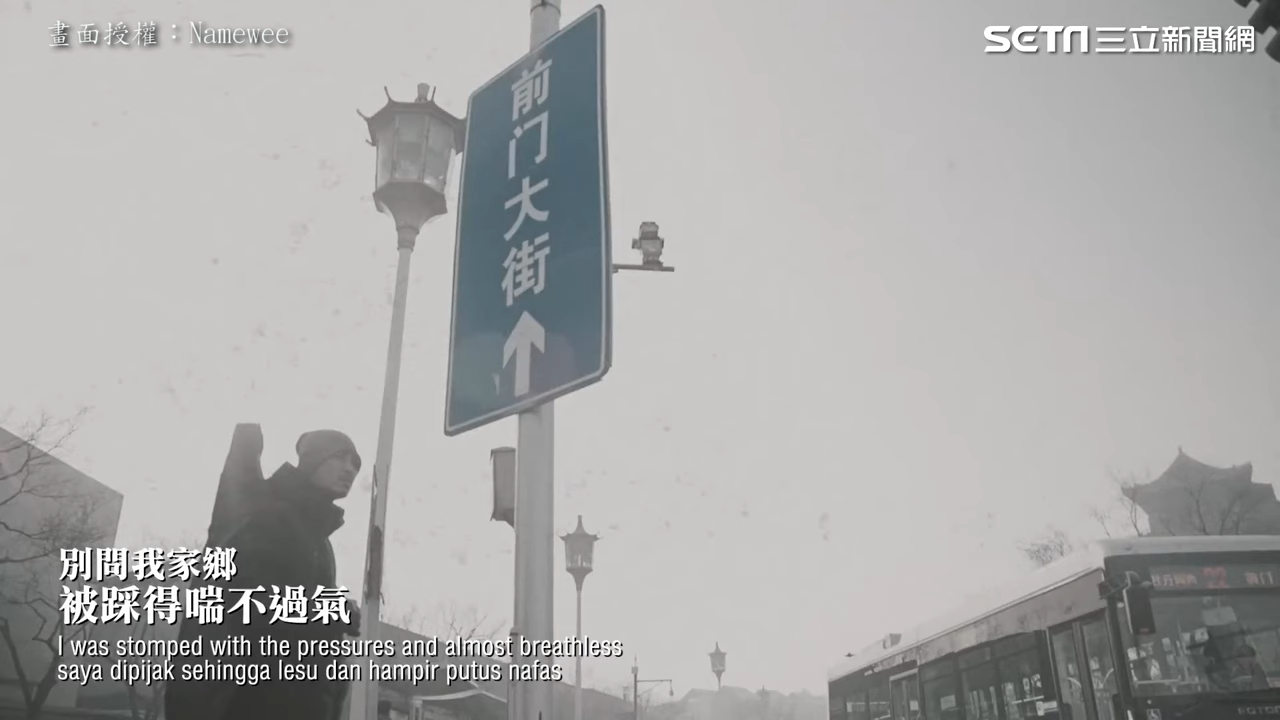 畫面授權：Namewee
SETN三立新聞網
前门大街
別問我家鄉
被踩得喘不過氣
I was stomped with the pressures and almost breathless
saya dipijak sehingga lesu dan hampir putus nafas